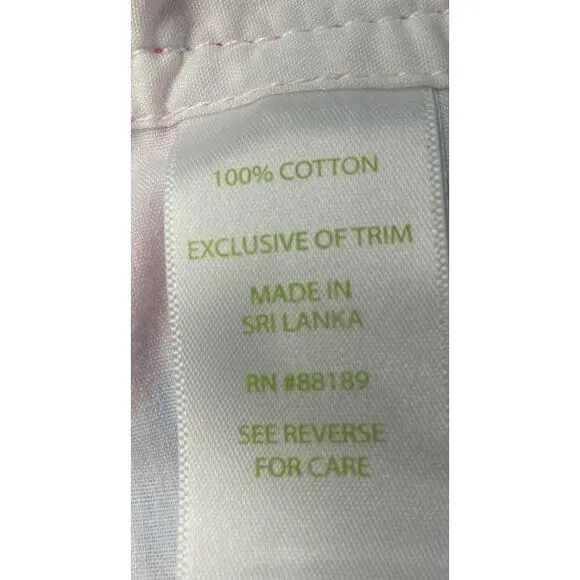 100% COTTON
EXCLUSIVE OF TRIM
MADE IN
SRI LANKA
RN #88189
SEE REVERSE
FOR CARE